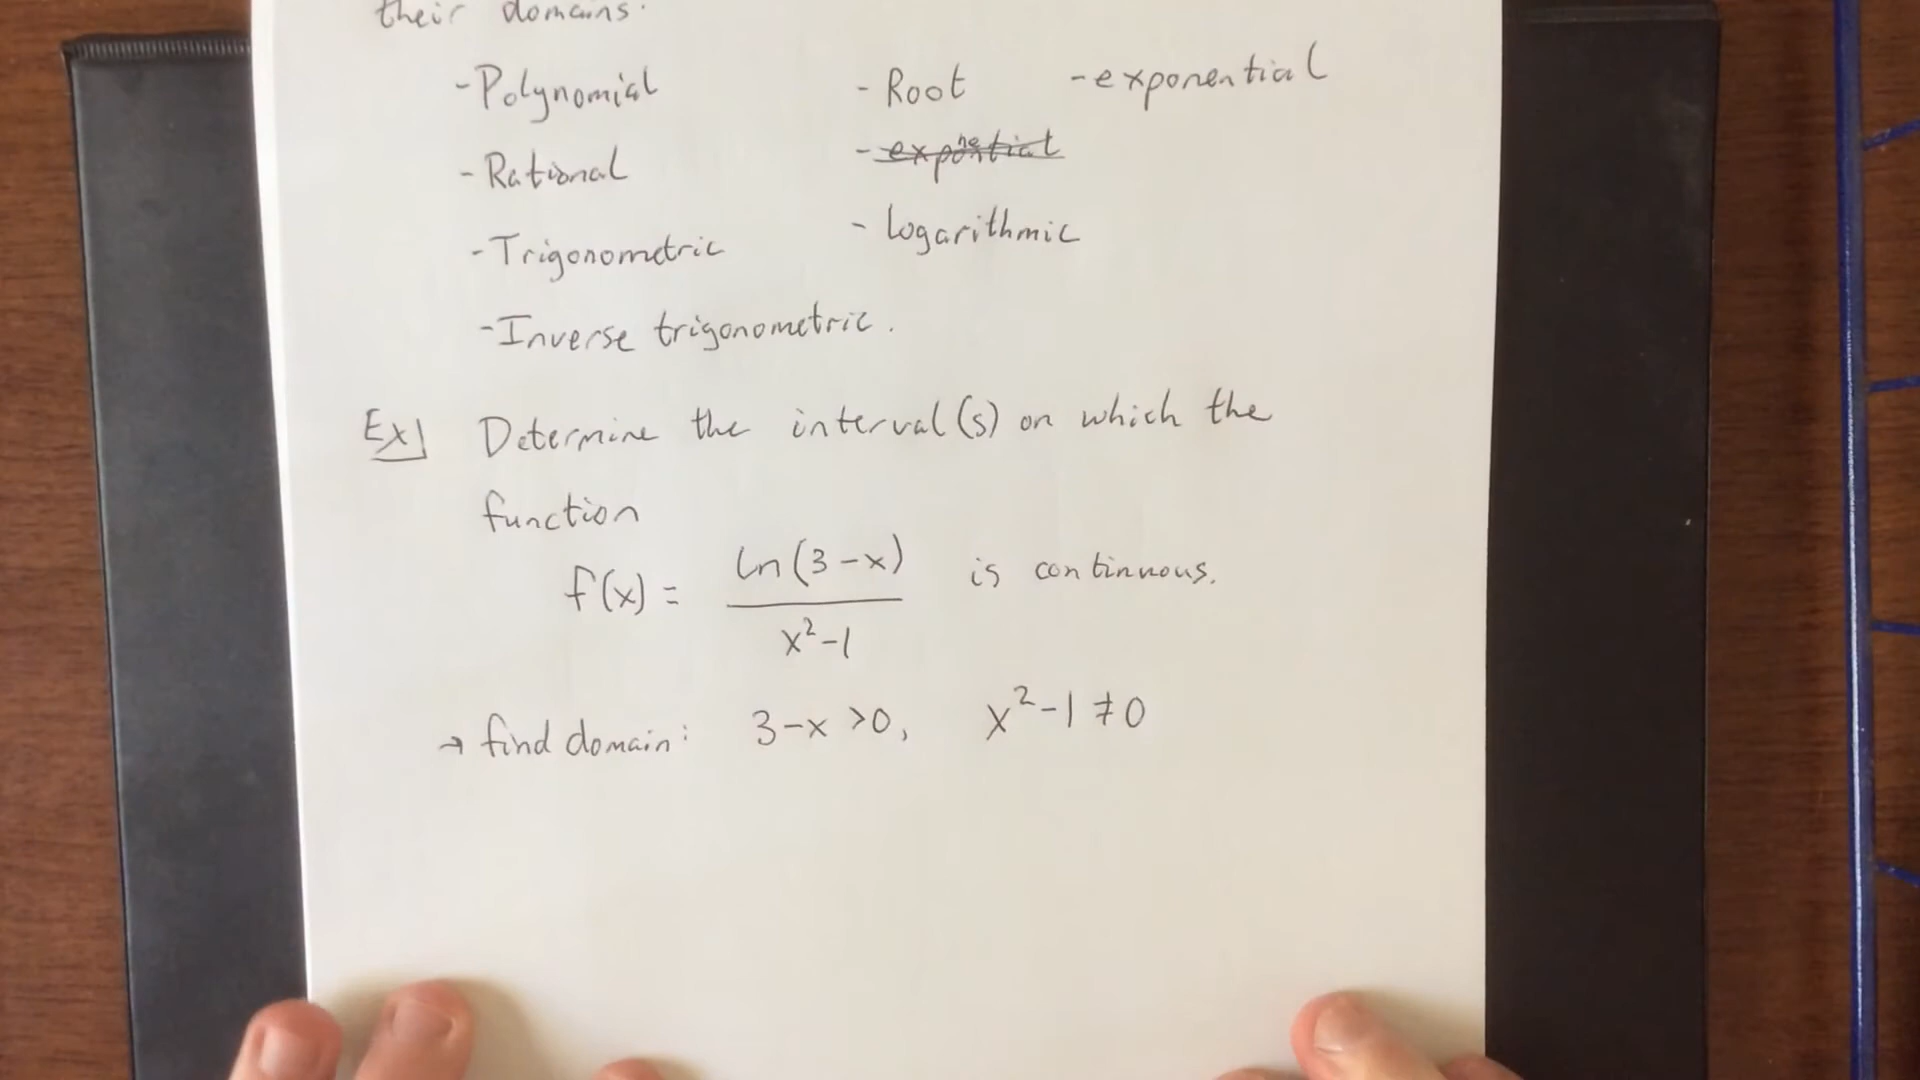 their domains.
-Polynomial -Root -exponential
-Rational -exponential
-Trigonometric -logarithmic
-Inverse trigonometric.
Ex] Determine the interval(s) on which the
function
f(x) = ln(3-x) / x²-1 is continuous.
→ find domain: 3-x >0, x²-1 ≠0